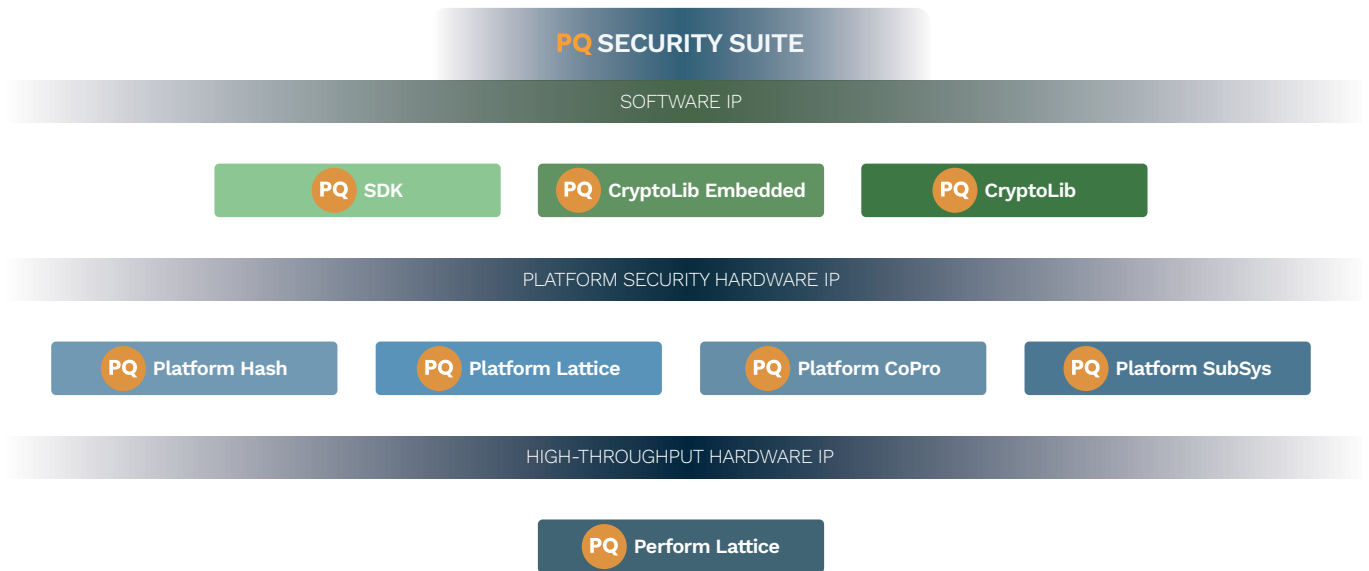 PQ SECURITY SUITE
SOFTWARE IP
PQ SDK
PQ CryptoLib Embedded
PQ CryptoLib
PLATFORM SECURITY HARDWARE IP
PQ Platform Hash
PQ Platform Lattice
PQ Platform CoPro
PQ Platform SubSys
HIGH-THROUGHPUT HARDWARE IP
PQ Perform Lattice